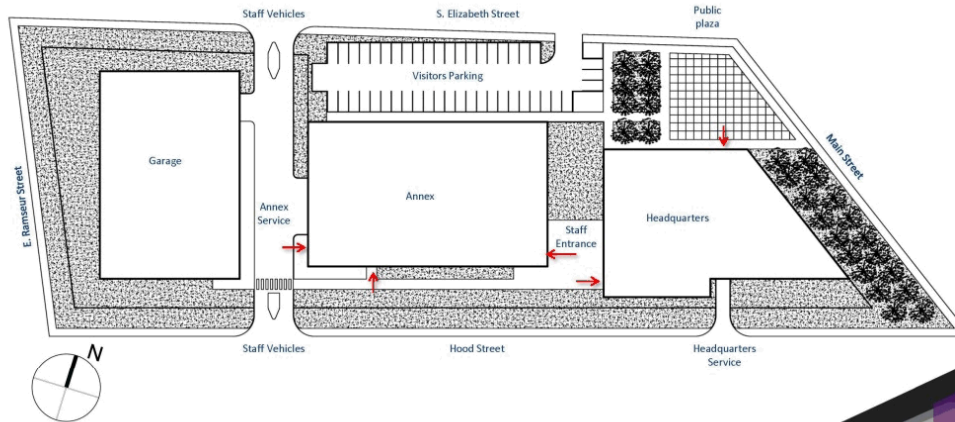 Staff Vehicles
S. Elizabeth Street
Public
plaza
Visitors Parking
Garage
Annex
Annex
Service
Staff
Entrance
Headquarters
Main Street
E. Ramseur Street
Staff Vehicles
Hood Street
Headquarters
Service
N